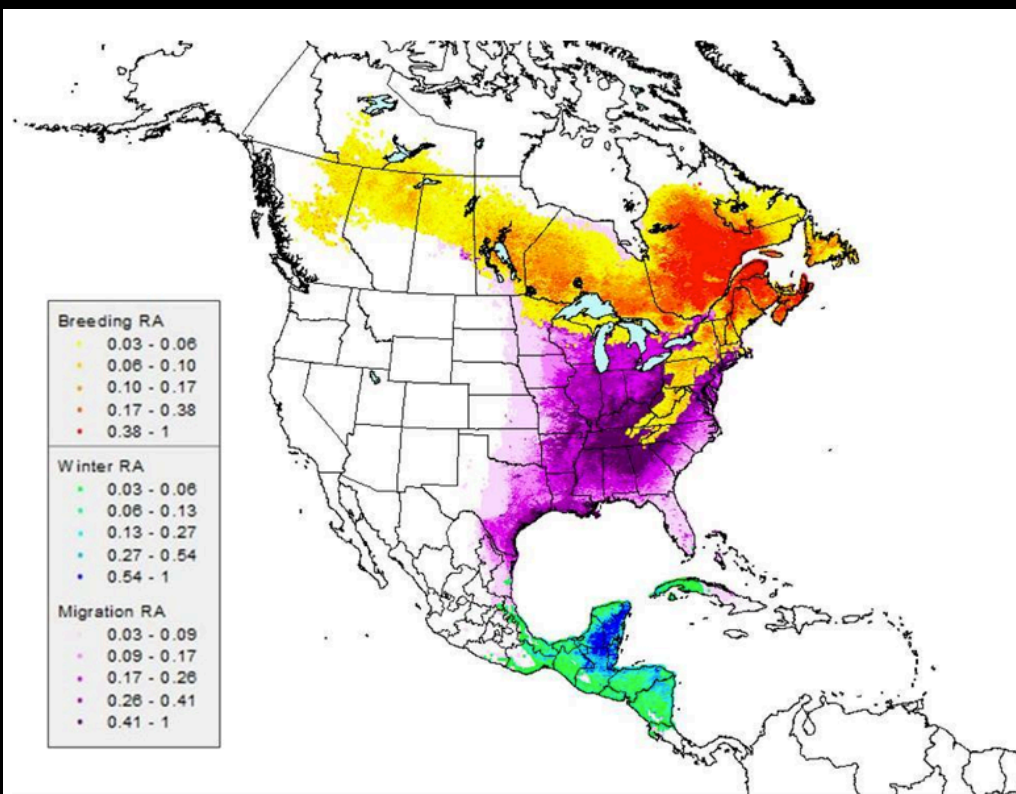 Breeding RA
0.03 - 0.06
0.06 - 0.10
0.10 - 0.17
0.17 - 0.38
0.38 - 1
Winter RA
0.03 - 0.06
0.06 - 0.13
0.13 - 0.27
0.27 - 0.54
0.54 - 1
Migration RA
0.03 - 0.09
0.09 - 0.17
0.17 - 0.26
0.26 - 0.41
0.41 - 1